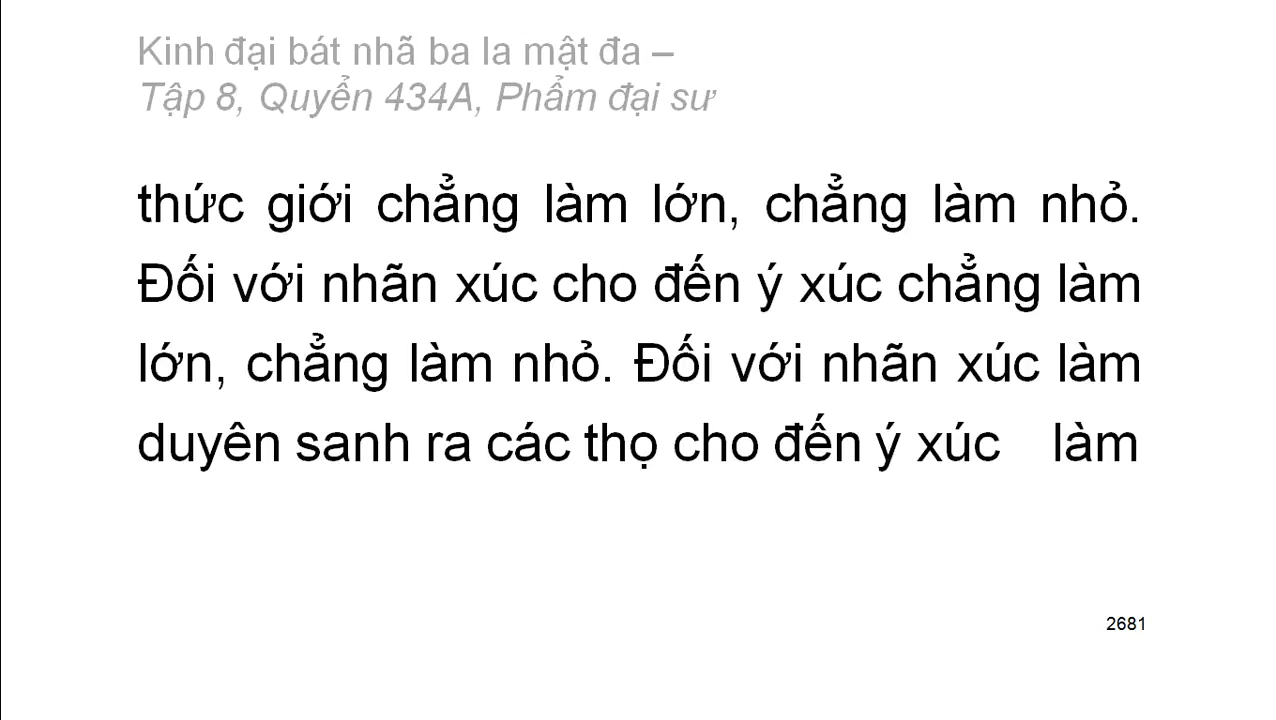 Kinh đại bát nhã ba la mật đa –
Tập 8, Quyển 434A, Phẩm đại sư
thức giới chẳng làm lớn, chẳng làm nhỏ.
Đối với nhãn xúc cho đến ý xúc chẳng làm
lớn, chẳng làm nhỏ. Đối với nhãn xúc làm
duyên sanh ra các thọ cho đến ý xúc làm
2681